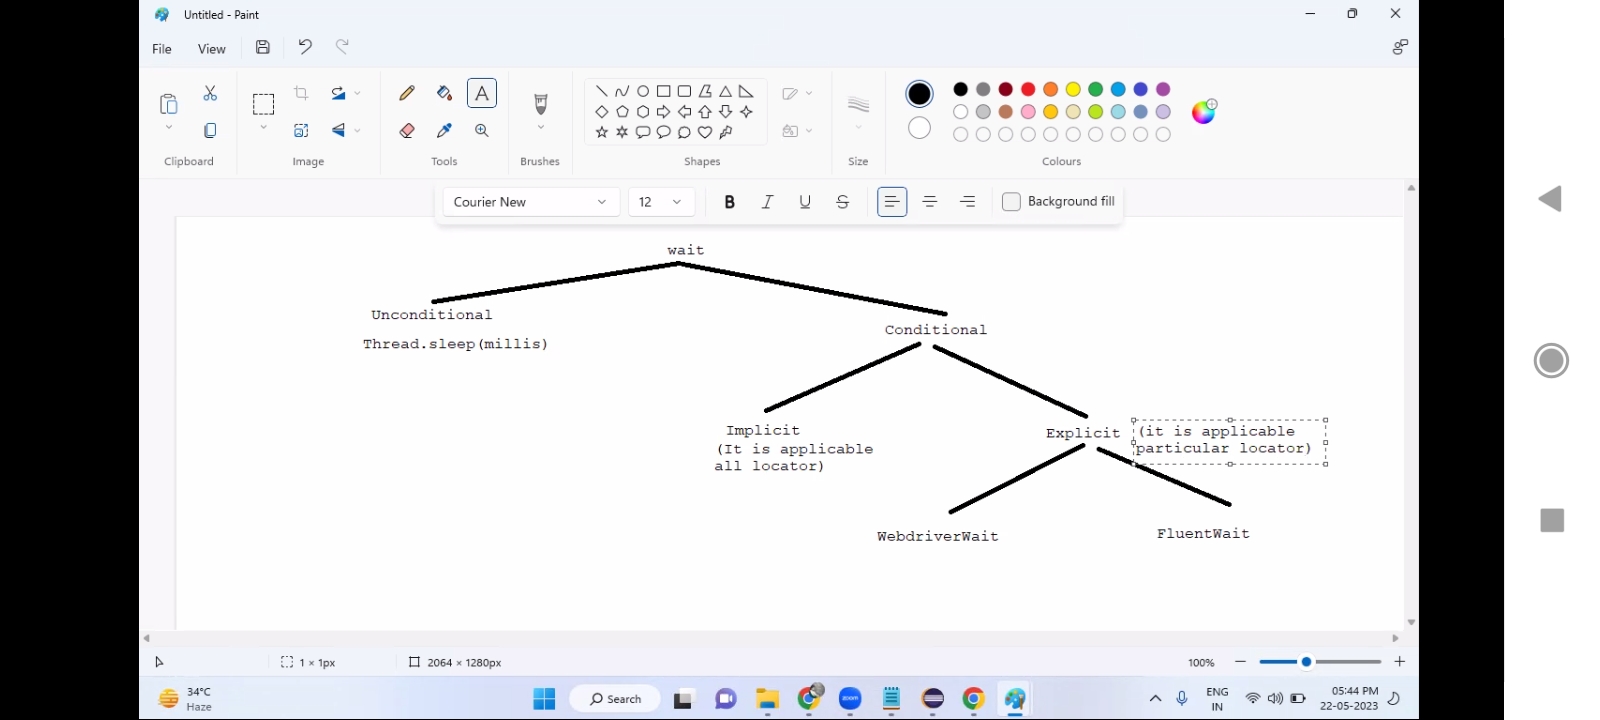 Untitled - Paint
File View
Clipboard Image Tools Brushes Shapes Size Colours
Courier New 12 B I U S Background fill
wait
Unconditional
Thread.sleep(millis)
Conditional
Implicit
(It is applicable
all locator)
Explicit
(it is applicable
particular locator)
WebdriverWait
FluentWait
1 × 1px 2064 × 1280px 100%
34°C
Haze
Search
zoom
ENG
IN
05:44 PM
22-05-2023